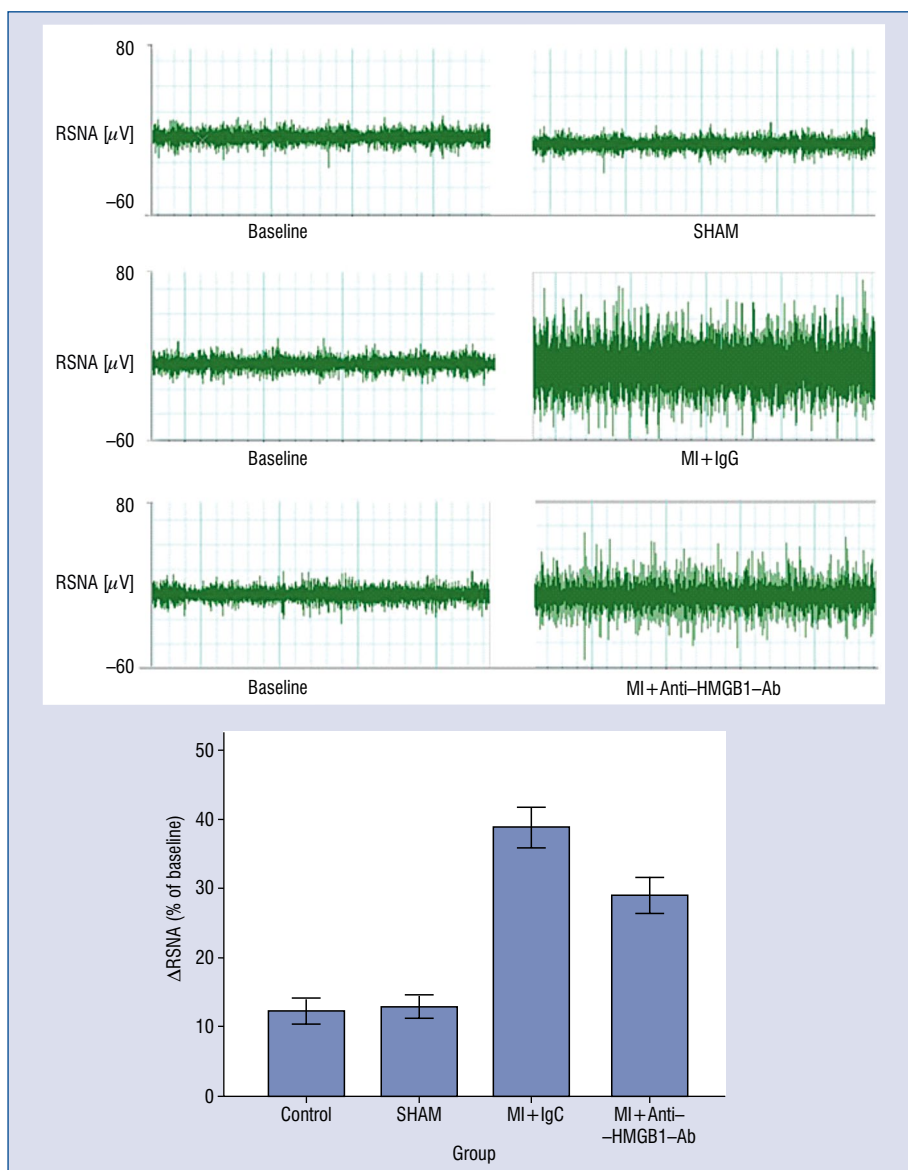 80
RSNA [μV]
–60
Baseline
SHAM
80
RSNA [μV]
–60
Baseline
MI+IgG
80
RSNA [μV]
–60
Baseline
MI+Anti–HMGB1–Ab
50
40
30
20
10
0
ΔRSNA (% of baseline)
Control
SHAM
MI+IgC
MI+Anti–
–HMGB1–Ab
Group